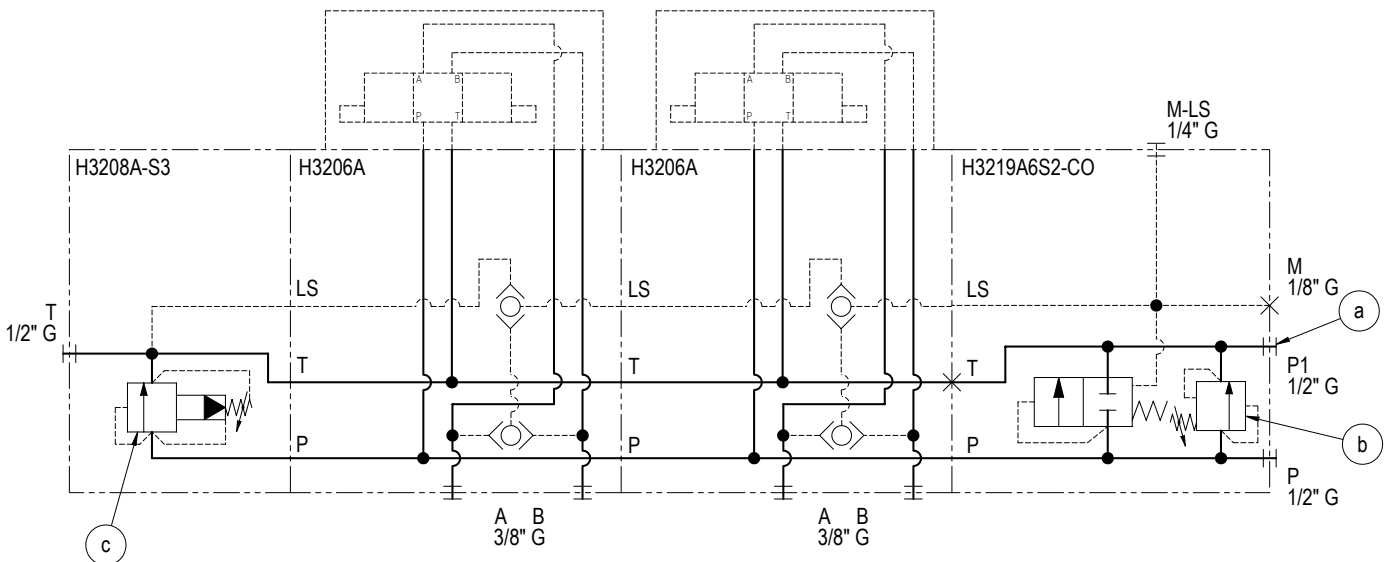 A B
P T
A B
P T
M-LS
1/4" G
H3208A-S3
H3206A
H3206A
H3219A6S2-CO
LS
LS
LS
M
1/8" G
a
T
1/2" G
T
T
T
P1
1/2" G
b
P
P
P
P
1/2" G
A B
3/8" G
A B
3/8" G
c